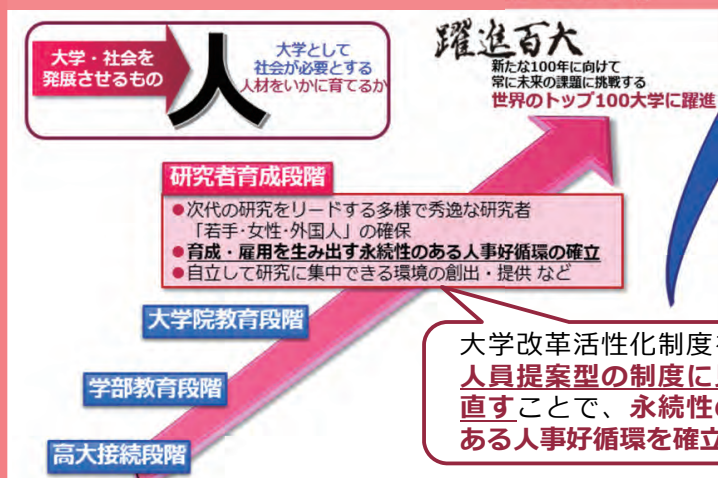 大学・社会を
発展させるもの
人
大学として
社会が必要とする
人材をいかに育てるか
躍進百大
新たな100年に向けて
常に未来の課題に挑戦する
世界のトップ100大学に躍進
研究者育成段階
●次代の研究をリードする多様で秀逸な研究者
「若手・女性・外国人」の確保
●育成・雇用を生み出す永続性のある人事好循環の確立
●自立して研究に集中できる環境の創出・提供 など
大学院教育段階
学部教育段階
高大接続段階
大学改革活性化制度
人員提案型の制度に
直すことで、永続性
ある人事好循環を確立